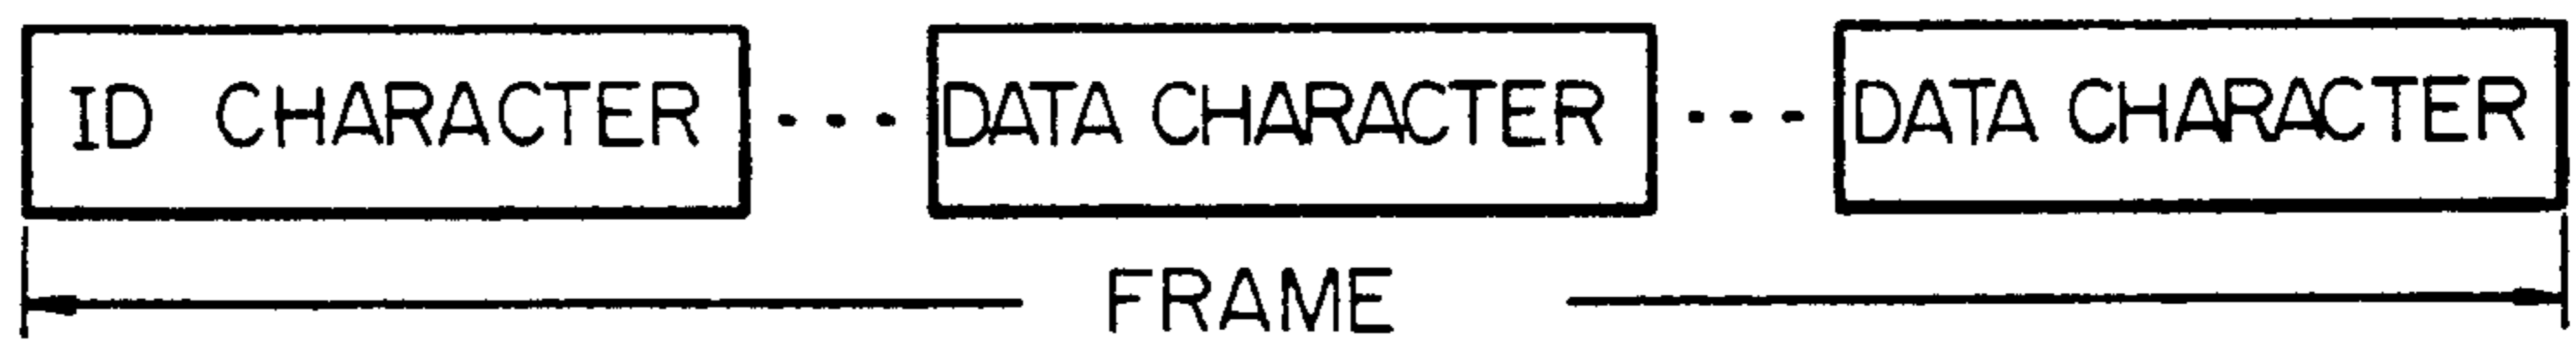 ID CHARACTER ... DATA CHARACTER ... DATA CHARACTER
FRAME